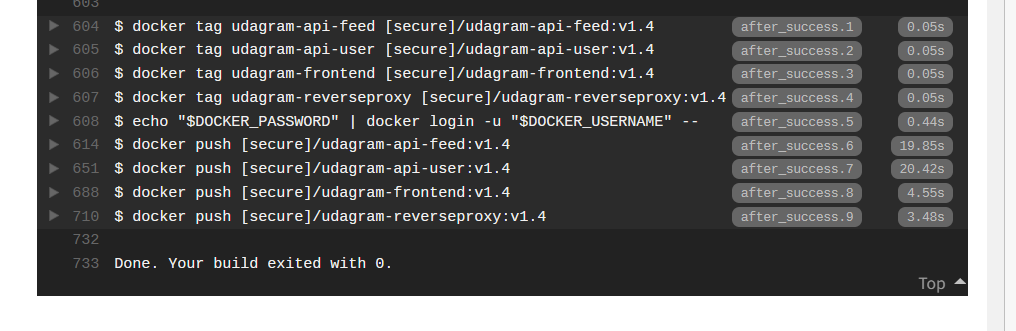 603
604 $ docker tag udagram-api-feed [secure]/udagram-api-feed:v1.4 after_success.1 0.05s
605 $ docker tag udagram-api-user [secure]/udagram-api-user:v1.4 after_success.2 0.05s
606 $ docker tag udagram-frontend [secure]/udagram-frontend:v1.4 after_success.3 0.05s
607 $ docker tag udagram-reverseproxy [secure]/udagram-reverseproxy:v1.4 after_success.4 0.05s
608 $ echo "$DOCKER_PASSWORD" | docker login -u "$DOCKER_USERNAME" -- after_success.5 0.44s
614 $ docker push [secure]/udagram-api-feed:v1.4 after_success.6 19.85s
651 $ docker push [secure]/udagram-api-user:v1.4 after_success.7 20.42s
688 $ docker push [secure]/udagram-frontend:v1.4 after_success.8 4.55s
710 $ docker push [secure]/udagram-reverseproxy:v1.4 after_success.9 3.48s
732
733 Done. Your build exited with 0.
Top